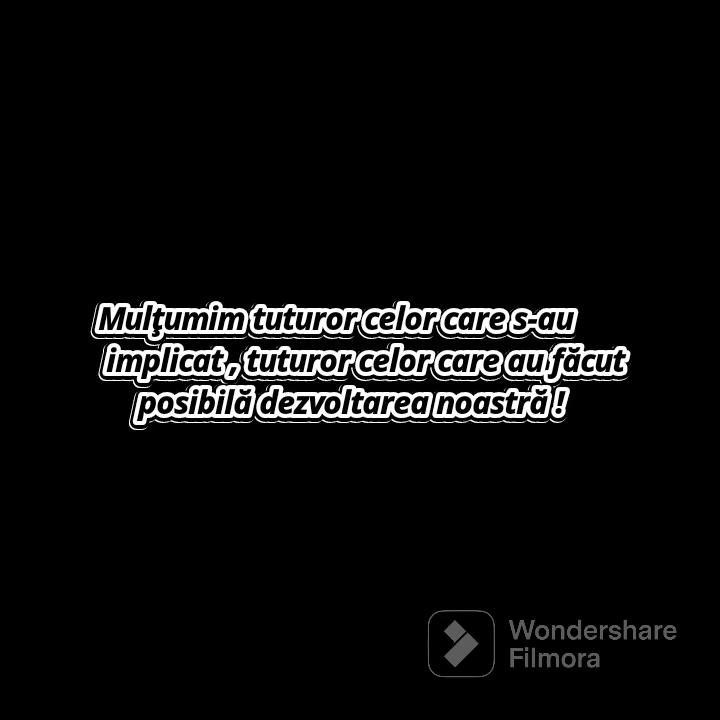 Mulţumim tuturor celor care s-au
implicat , tuturor celor care au făcut
posibilă dezvoltarea noastră !
Wondershare
Filmora